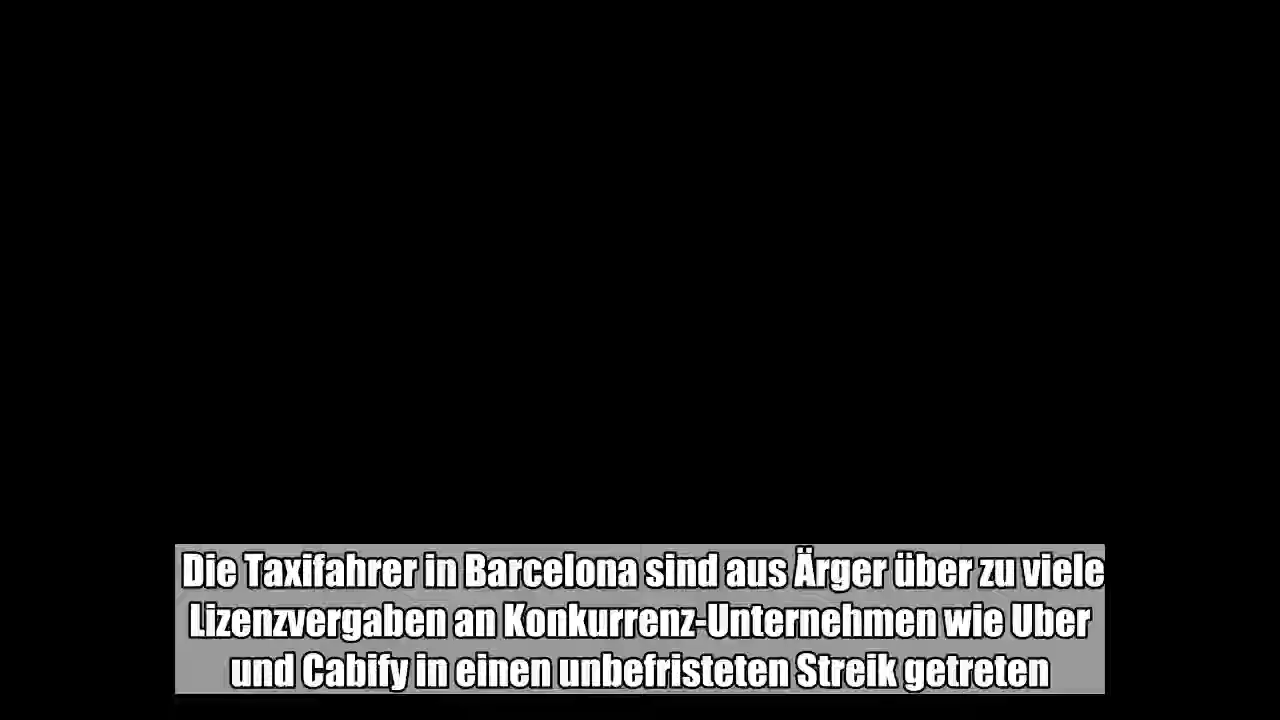 Die Taxifahrer in Barcelona sind aus Ärger über zu viele
Lizenzvergaben an Konkurrenz-Unternehmen wie Uber
und Cabify in einen unbefristeten Streik getreten